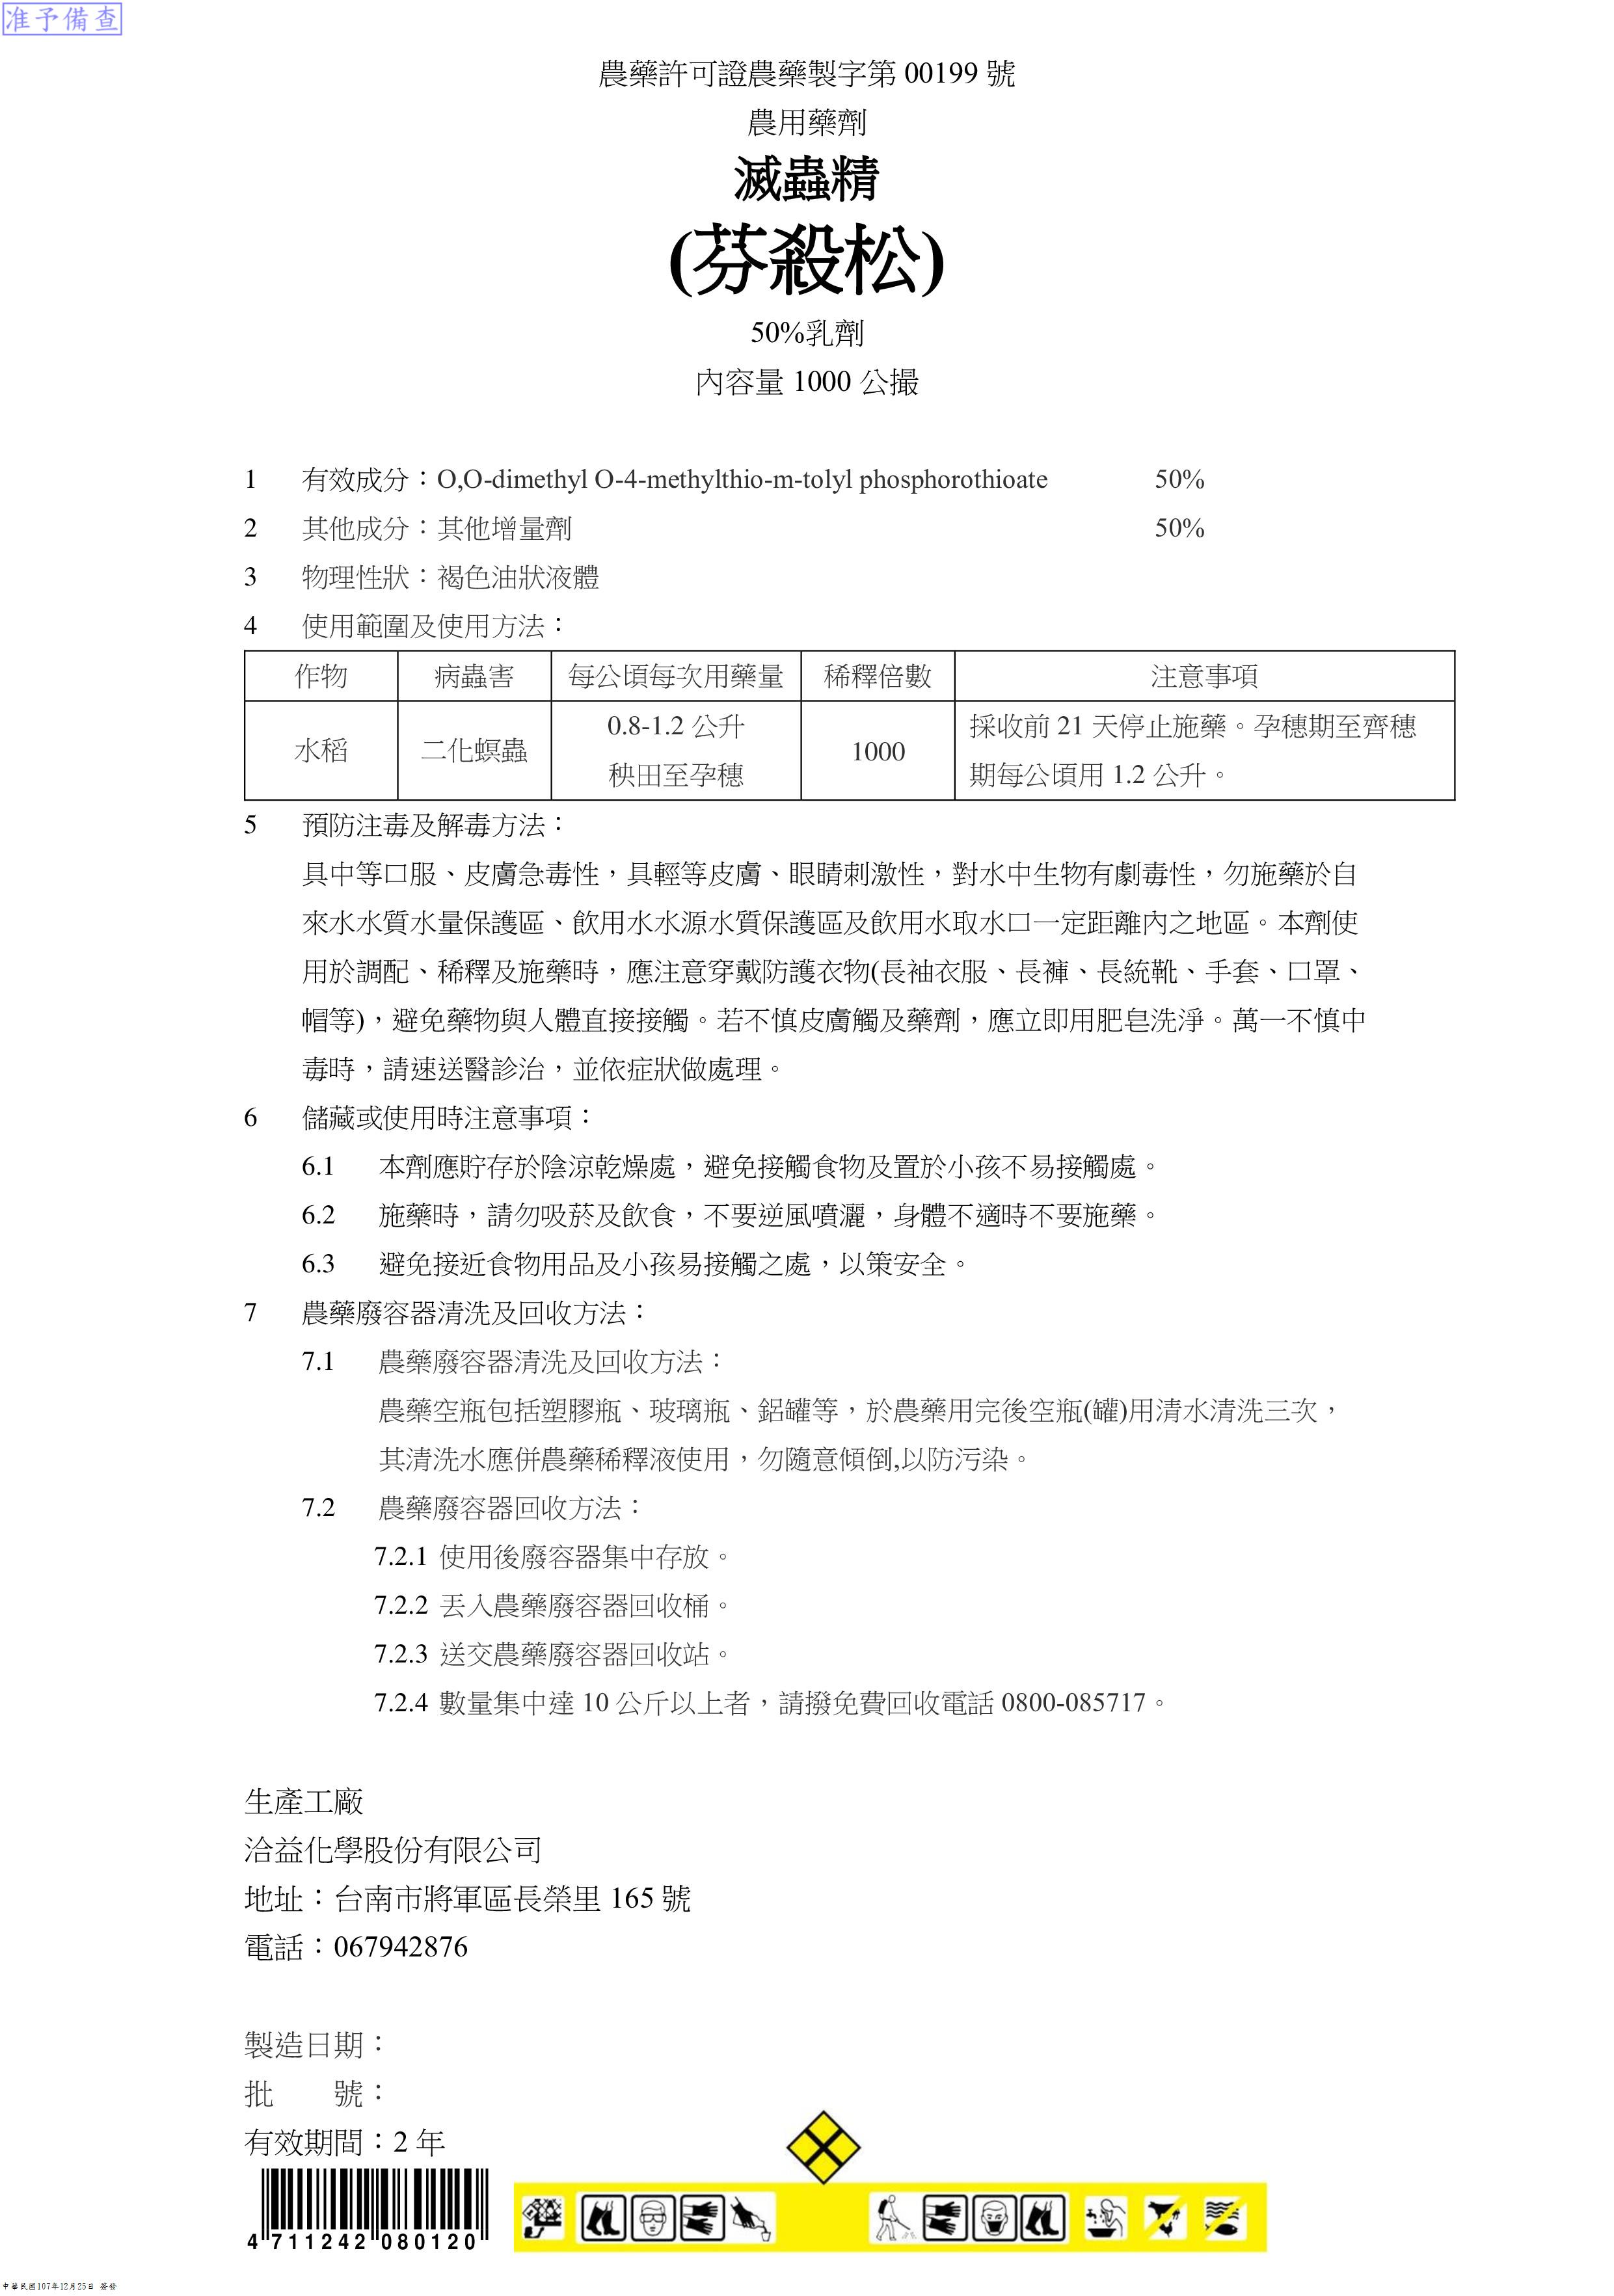 准予備查
農藥許可證農藥製字第 00199 號
農用藥劑
滅蟲精
(芬殺松)
50%乳劑
內容量 1000 公撮
1 有效成分：O,O-dimethyl O-4-methylthio-m-tolyl phosphorothioate 50%
2 其他成分：其他增量劑 50%
3 物理性狀：褐色油狀液體
4 使用範圍及使用方法：
作物 病蟲害 每公頃每次用藥量 稀釋倍數 注意事項
水稻 二化螟蟲 0.8-1.2 公升 秧田至孕穗 1000 採收前 21 天停止施藥。孕穗期至齊穗
期每公頃用 1.2 公升。
5 預防注毒及解毒方法：
具中等口服、皮膚急毒性，具輕等皮膚、眼睛刺激性，對水中生物有劇毒性，勿施藥於自
來水水質水量保護區、飲用水水源水質保護區及飲用水取水口一定距離內之地區。本劑使
用於調配、稀釋及施藥時，應注意穿戴防護衣物(長袖衣服、長褲、長統靴、手套、口罩、
帽等)，避免藥物與人體直接接觸。若不慎皮膚觸及藥劑，應立即用肥皂洗淨。萬一不慎中
毒時，請速送醫診治，並依症狀做處理。
6 儲藏或使用時注意事項：
6.1 本劑應貯存於陰涼乾燥處，避免接觸食物及置於小孩不易接觸處。
6.2 施藥時，請勿吸菸及飲食，不要逆風噴灑，身體不適時不要施藥。
6.3 避免接近食物用品及小孩易接觸之處，以策安全。
7 農藥廢容器清洗及回收方法：
7.1 農藥廢容器清洗及回收方法：
農藥空瓶包括塑膠瓶、玻璃瓶、鋁罐等，於農藥用完後空瓶(罐)用清水清洗三次，
其清洗水應併農藥稀釋液使用，勿隨意傾倒,以防污染。
7.2 農藥廢容器回收方法：
7.2.1 使用後廢容器集中存放。
7.2.2 丟入農藥廢容器回收桶。
7.2.3 送交農藥廢容器回收站。
7.2.4 數量集中達 10 公斤以上者，請撥免費回收電話 0800-085717。
生產工廠
洽益化學股份有限公司
地址：台南市將軍區長榮里 165 號
電話：067942876
製造日期：
批　　號：
有效期間：2 年
4 711242 080120
中華民國107年12月25日 簽發